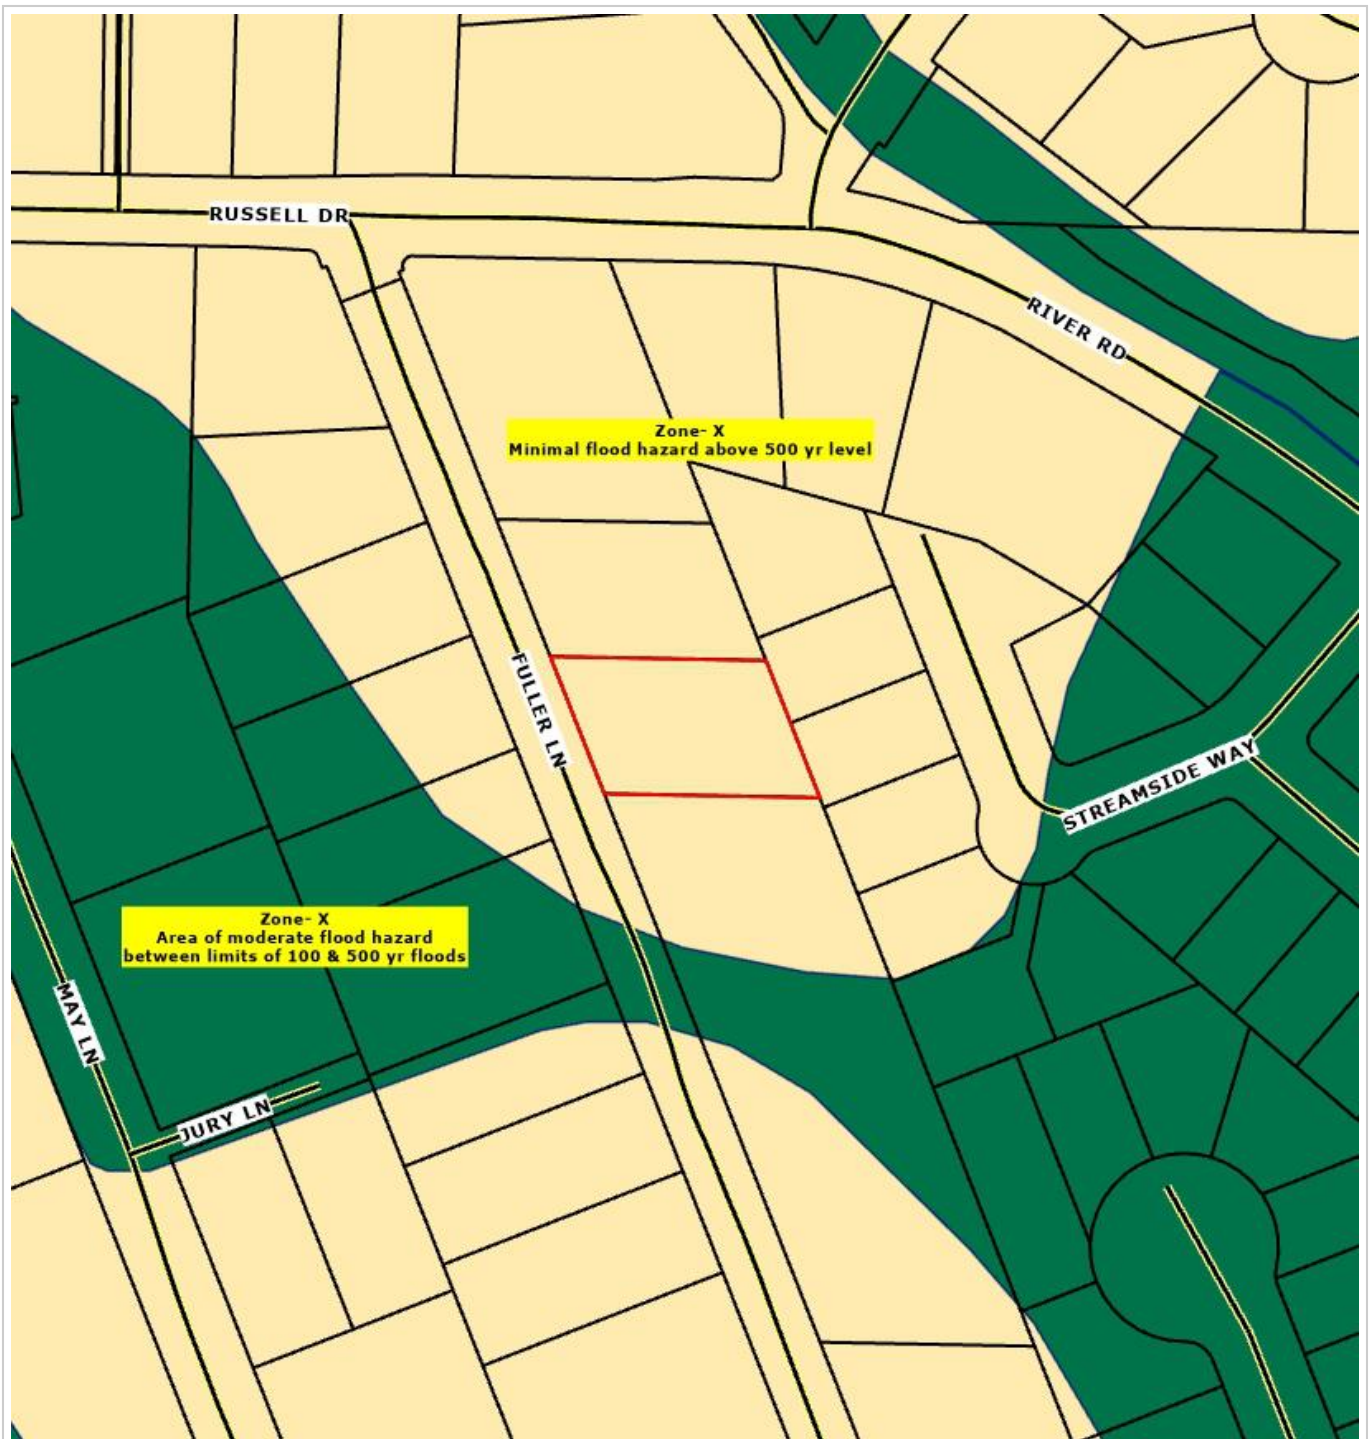 RUSSELL DR
RIVER RD
Zone- X
Minimal flood hazard above 500 yr level
FULLER LN
STREAMSIDE WAY
Zone- X
Area of moderate flood hazard
between limits of 100 & 500 yr floods
MAY LN
JURY LN